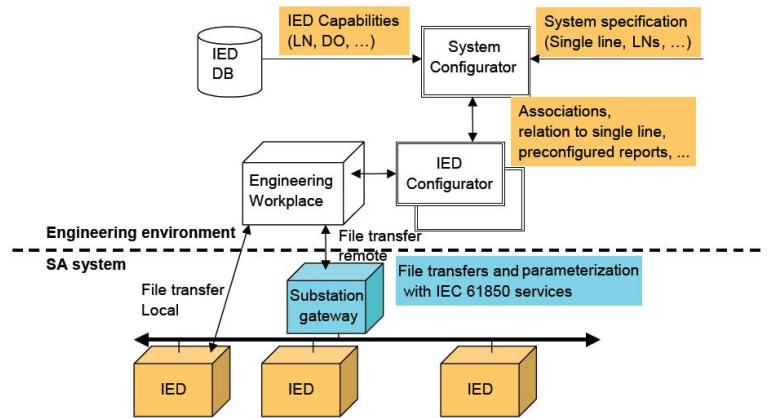 IED Capabilities
(LN, DO, ...)
System specification
(Single line, LNs, ...)
IED
DB
System
Configurator
Associations,
relation to single line,
preconfigured reports, ...
Engineering
Workplace
IED
Configurator
Engineering environment
File transfer
remote
SA system
File transfer
Local
Substation
gateway
File transfers and parameterization
with IEC 61850 services
IED
IED
IED